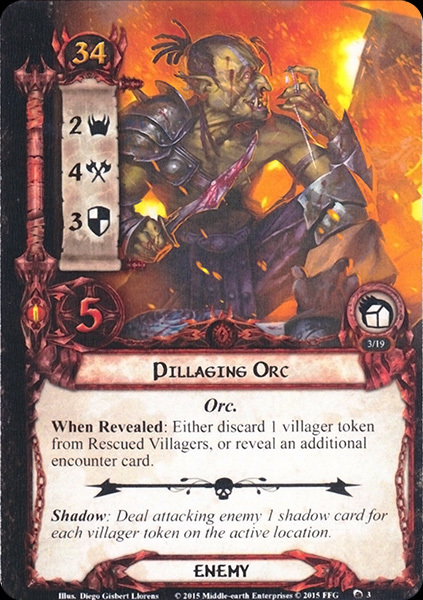 34
2
4
3
5
3/19
Pillaging Orc
Orc.
When Revealed: Either discard 1 villager token
from Rescued Villagers, or reveal an additional
encounter card.
Shadow: Deal attacking enemy 1 shadow card for
each villager token on the active location.
ENEMY
Illus. Diego Gisbert Llorens © 2015 Middle-earth Enterprises © 2015 FFG 3